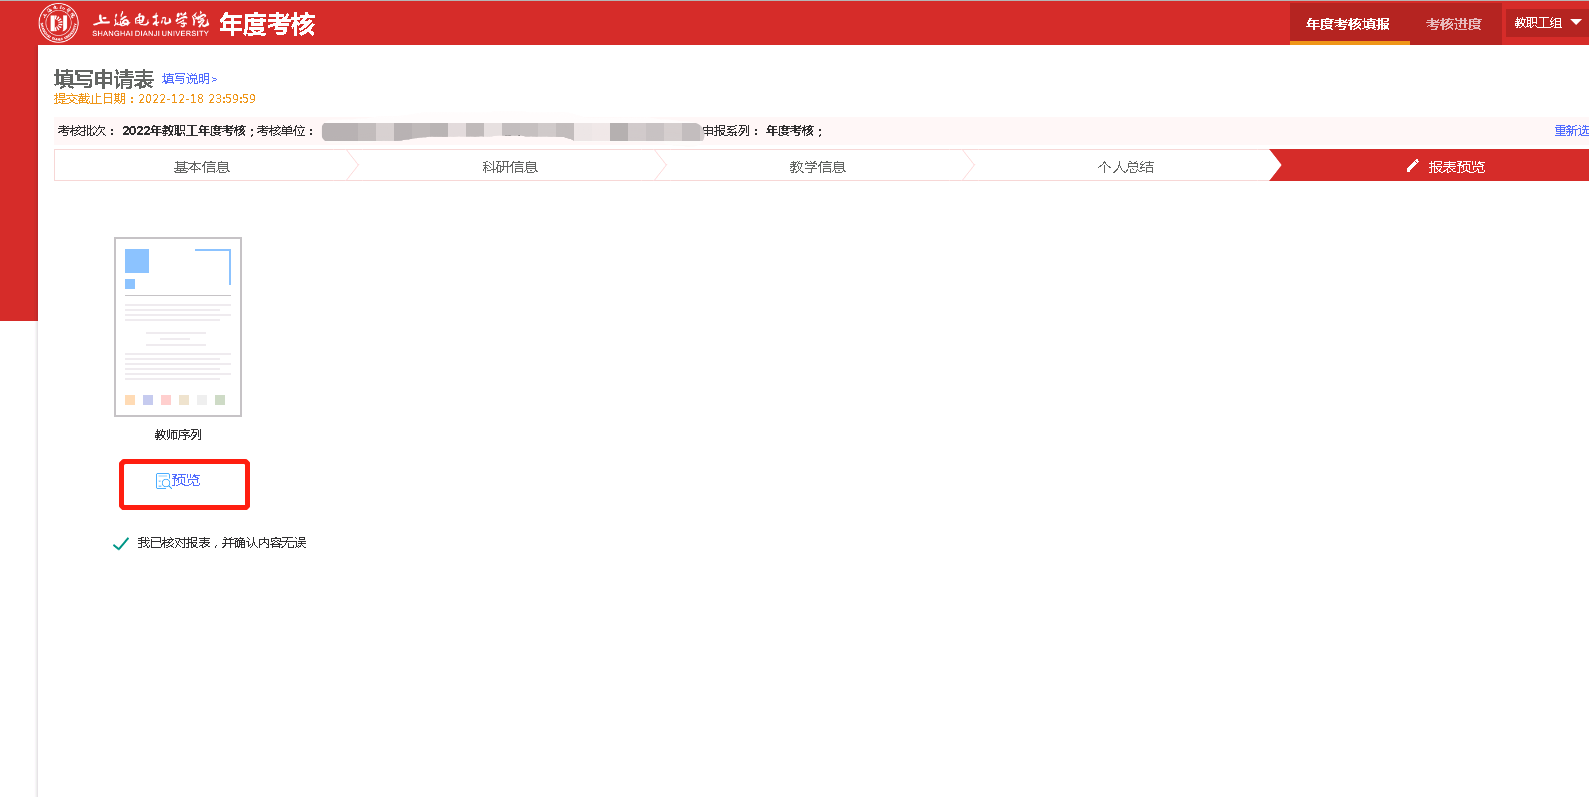 上海电机学院 年度考核
SHANGHAI DIANJI UNIVERSITY
年度考核填报 考核进度 教职工组
填写申请表 填写说明»
提交截止日期：2022-12-18 23:59:59
考核批次： 2022年教职工年度考核；考核单位： 申报系列： 年度考核； 重新选
基本信息 科研信息 教学信息 个人总结 报表预览
教师序列
预览
我已核对报表，并确认内容无误